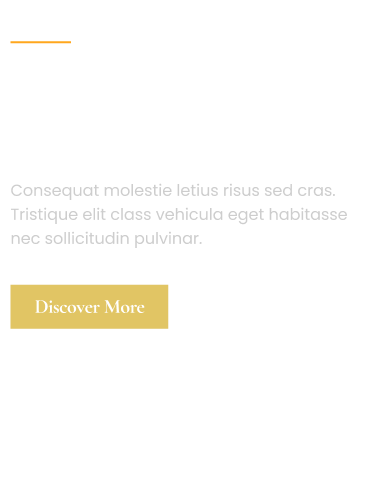 Consequat molestie letius risus sed cras.
Tristique elit class vehicula eget habitasse
nec sollicitudin pulvinar.
Discover More